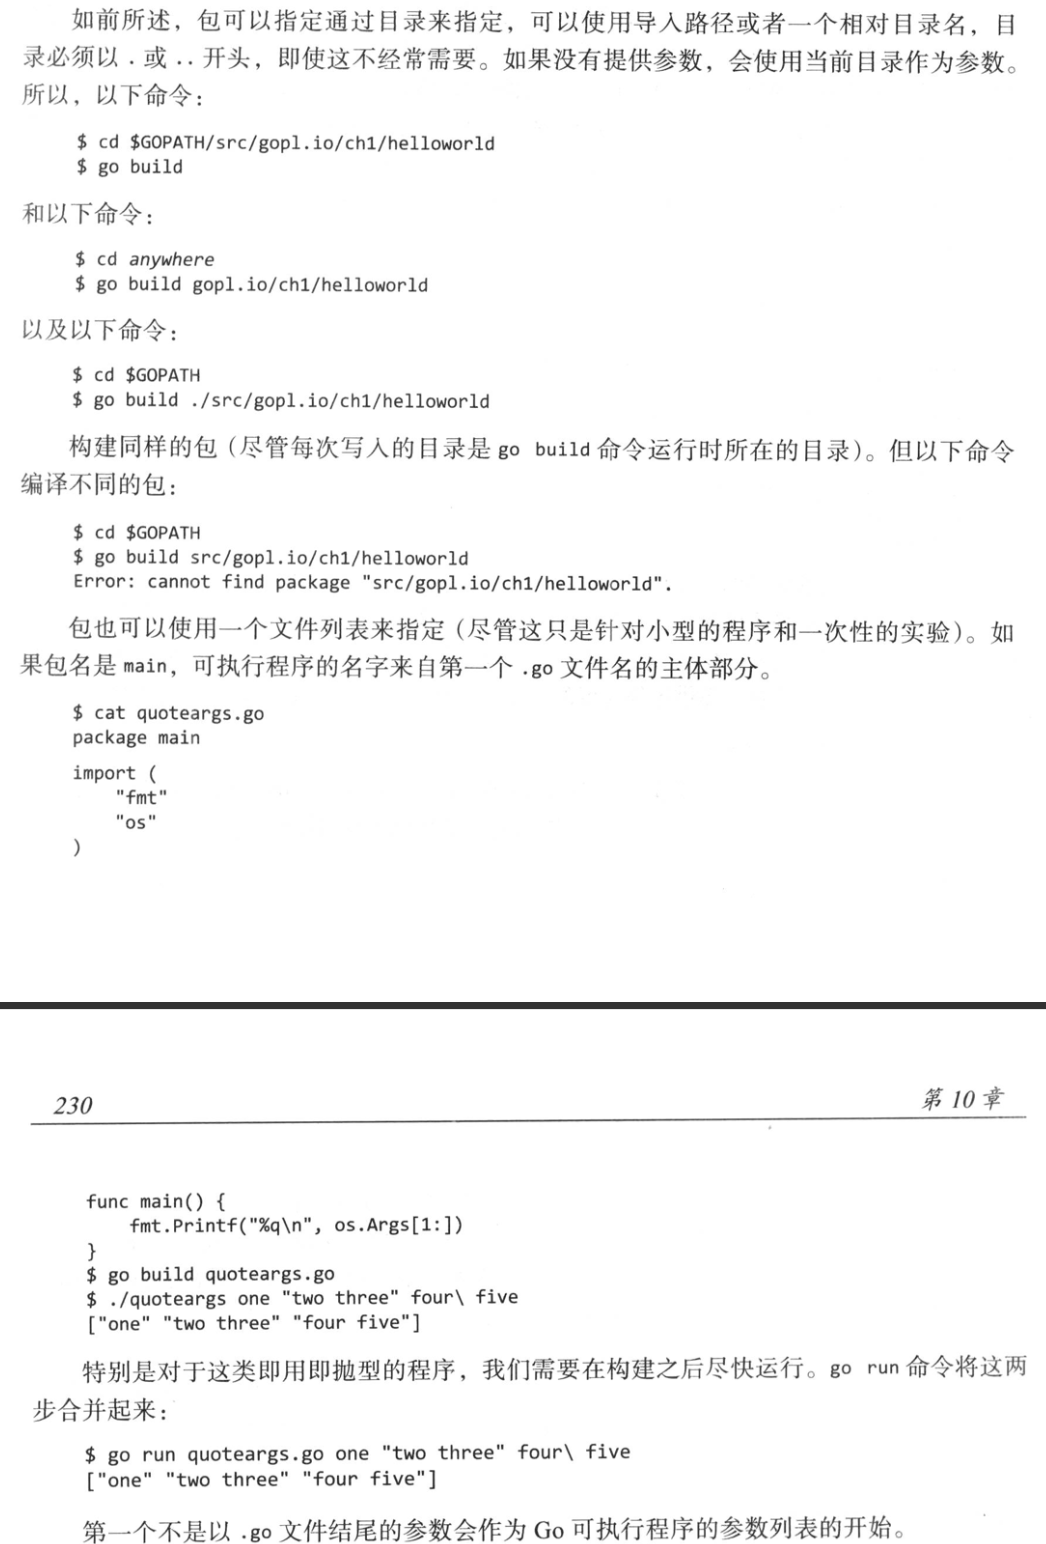 如前所述，包可以指定通过目录来指定，可以使用导入路径或者一个相对目录名，目
录必须以 . 或 .. 开头，即使这不经常需要。如果没有提供参数，会使用当前目录作为参数。
所以，以下命令：
$ cd $GOPATH/src/gopl.io/ch1/helloworld
$ go build
和以下命令：
$ cd anywhere
$ go build gopl.io/ch1/helloworld
以及以下命令：
$ cd $GOPATH
$ go build ./src/gopl.io/ch1/helloworld
构建同样的包（尽管每次写入的目录是 go build 命令运行时所在的目录）。但以下命令
编译不同的包：
$ cd $GOPATH
$ go build src/gopl.io/ch1/helloworld
Error: cannot find package "src/gopl.io/ch1/helloworld".
包也可以使用一个文件列表来指定（尽管这只是针对小型的程序和一次性的实验）。如
果包名是 main，可执行程序的名字来自第一个 .go 文件名的主体部分。
$ cat quoteargs.go
package main
import (
    "fmt"
    "os"
)
230
第 10 章
func main() {
    fmt.Printf("%q\n", os.Args[1:])
}
$ go build quoteargs.go
$ ./quoteargs one "two three" four\ five
["one" "two three" "four five"]
特别是对于这类即用即抛型的程序，我们需要在构建之后尽快运行。go run 命令将这两
步合并起来：
$ go run quoteargs.go one "two three" four\ five
["one" "two three" "four five"]
第一个不是以 .go 文件结尾的参数会作为 Go 可执行程序的参数列表的开始。